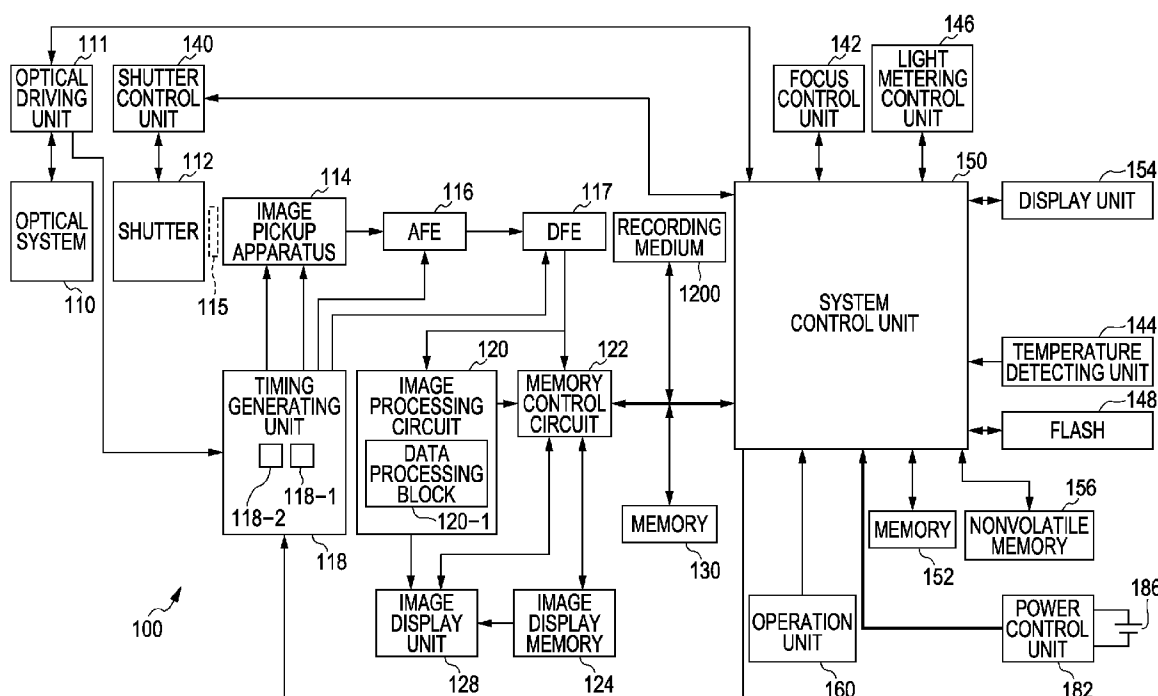 111
OPTICAL
DRIVING
UNIT
140
SHUTTER
CONTROL
UNIT
142
FOCUS
CONTROL
UNIT
146
LIGHT
METERING
CONTROL
UNIT
OPTICAL
SYSTEM
110
112
SHUTTER
115
114
IMAGE
PICKUP
APPARATUS
116
AFE
117
DFE
RECORDING
MEDIUM
1200
150
SYSTEM
CONTROL UNIT
154
DISPLAY UNIT
144
TEMPERATURE
DETECTING UNIT
148
FLASH
TIMING
GENERATING
UNIT
118-1
118-2
118
120
IMAGE
PROCESSING
CIRCUIT
DATA
PROCESSING
BLOCK
120-1
122
MEMORY
CONTROL
CIRCUIT
MEMORY
130
MEMORY
152
156
NONVOLATILE
MEMORY
100
IMAGE
DISPLAY
UNIT
128
IMAGE
DISPLAY
MEMORY
124
OPERATION
UNIT
160
POWER
CONTROL
UNIT
182
186